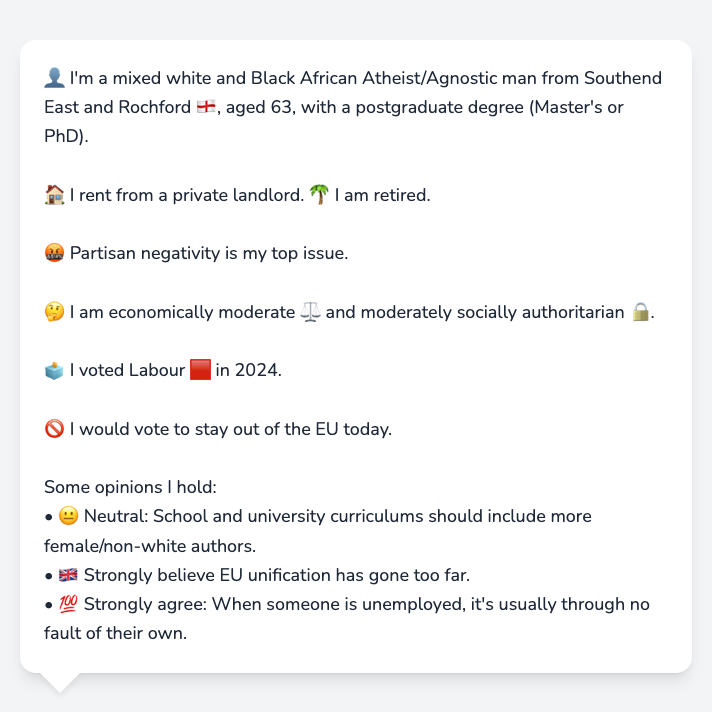 👤 I'm a mixed white and Black African Atheist/Agnostic man from Southend
East and Rochford 🏴󠁧󠁢󠁥󠁮󠁧󠁿, aged 63, with a postgraduate degree (Master's or
PhD).
🏠 I rent from a private landlord. 🌴 I am retired.
🤬 Partisan negativity is my top issue.
🤔 I am economically moderate ⚖️ and moderately socially authoritarian 🔒.
🗳️ I voted Labour 🟥 in 2024.
🚫 I would vote to stay out of the EU today.
Some opinions I hold:
• 😐 Neutral: School and university curriculums should include more
female/non-white authors.
• 🇬🇧 Strongly believe EU unification has gone too far.
• 💯 Strongly agree: When someone is unemployed, it's usually through no
fault of their own.